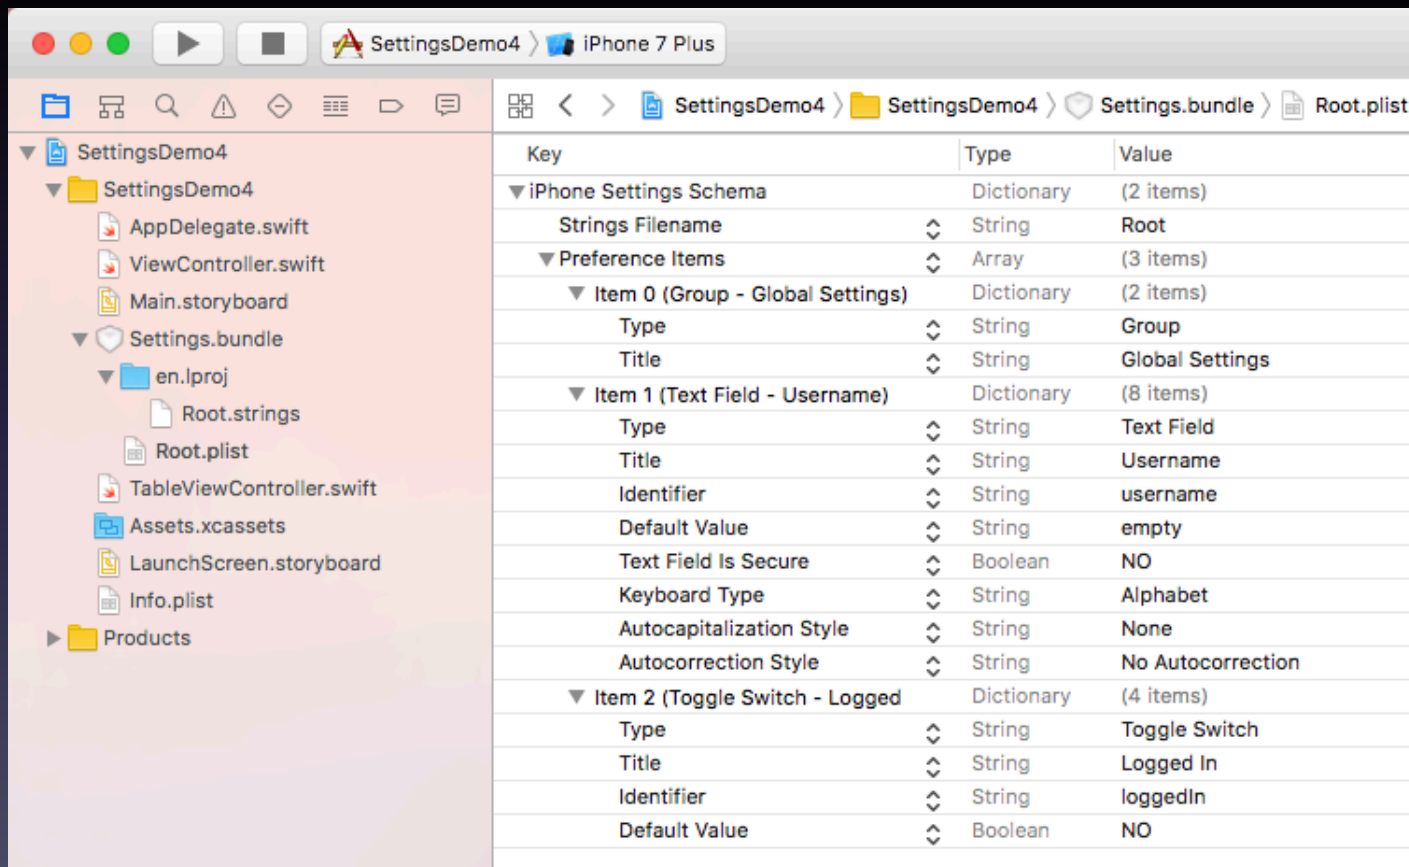 SettingsDemo4 〉 iPhone 7 Plus
SettingsDemo4 〉 SettingsDemo4 〉 Settings.bundle 〉 Root.plist
SettingsDemo4
SettingsDemo4
AppDelegate.swift
ViewController.swift
Main.storyboard
Settings.bundle
en.lproj
Root.strings
Root.plist
TableViewController.swift
Assets.xcassets
LaunchScreen.storyboard
Info.plist
Products
Key Type Value
iPhone Settings Schema Dictionary (2 items)
Strings Filename String Root
Preference Items Array (3 items)
Item 0 (Group - Global Settings) Dictionary (2 items)
Type String Group
Title String Global Settings
Item 1 (Text Field - Username) Dictionary (8 items)
Type String Text Field
Title String Username
Identifier String username
Default Value String empty
Text Field Is Secure Boolean NO
Keyboard Type String Alphabet
Autocapitalization Style String None
Autocorrection Style String No Autocorrection
Item 2 (Toggle Switch - Logged Dictionary (4 items)
Type String Toggle Switch
Title String Logged In
Identifier String loggedIn
Default Value Boolean NO